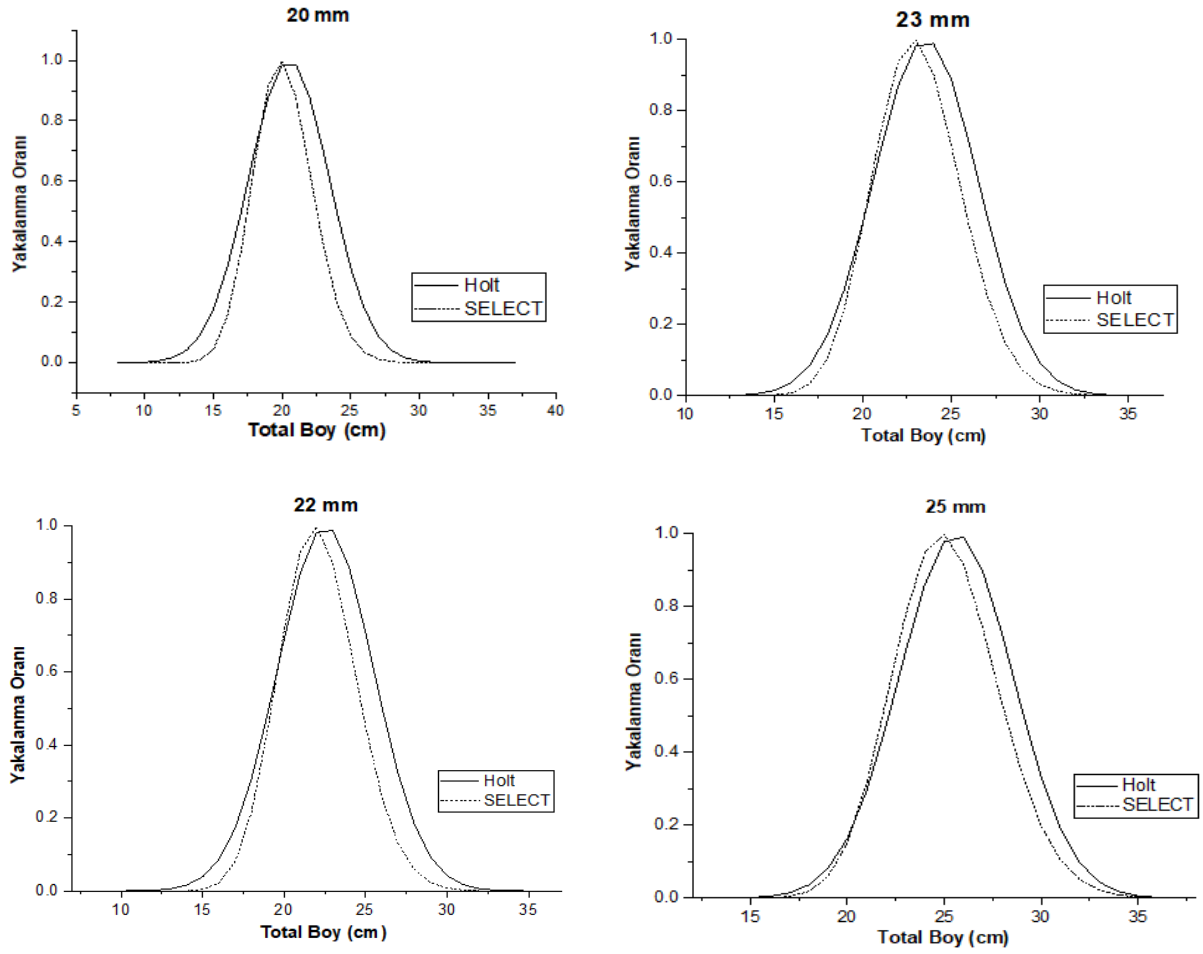 20 mm
Yakalanma Oranı
1.0
0.8
0.6
0.4
0.2
0.0
Holt
SELECT
5 10 15 20 25 30 35 40
Total Boy (cm)
23 mm
Yakalanma Oranı
1.0
0.8
0.6
0.4
0.2
0.0
Holt
SELECT
10 15 20 25 30 35
Total Boy (cm)
22 mm
Yakalanma Oranı
1.0
0.8
0.6
0.4
0.2
0.0
Holt
SELECT
10 15 20 25 30 35
Total Boy (cm)
25 mm
Yakalanma Oranı
1.0
0.8
0.6
0.4
0.2
0.0
Holt
SELECT
15 20 25 30 35
Total Boy (cm)